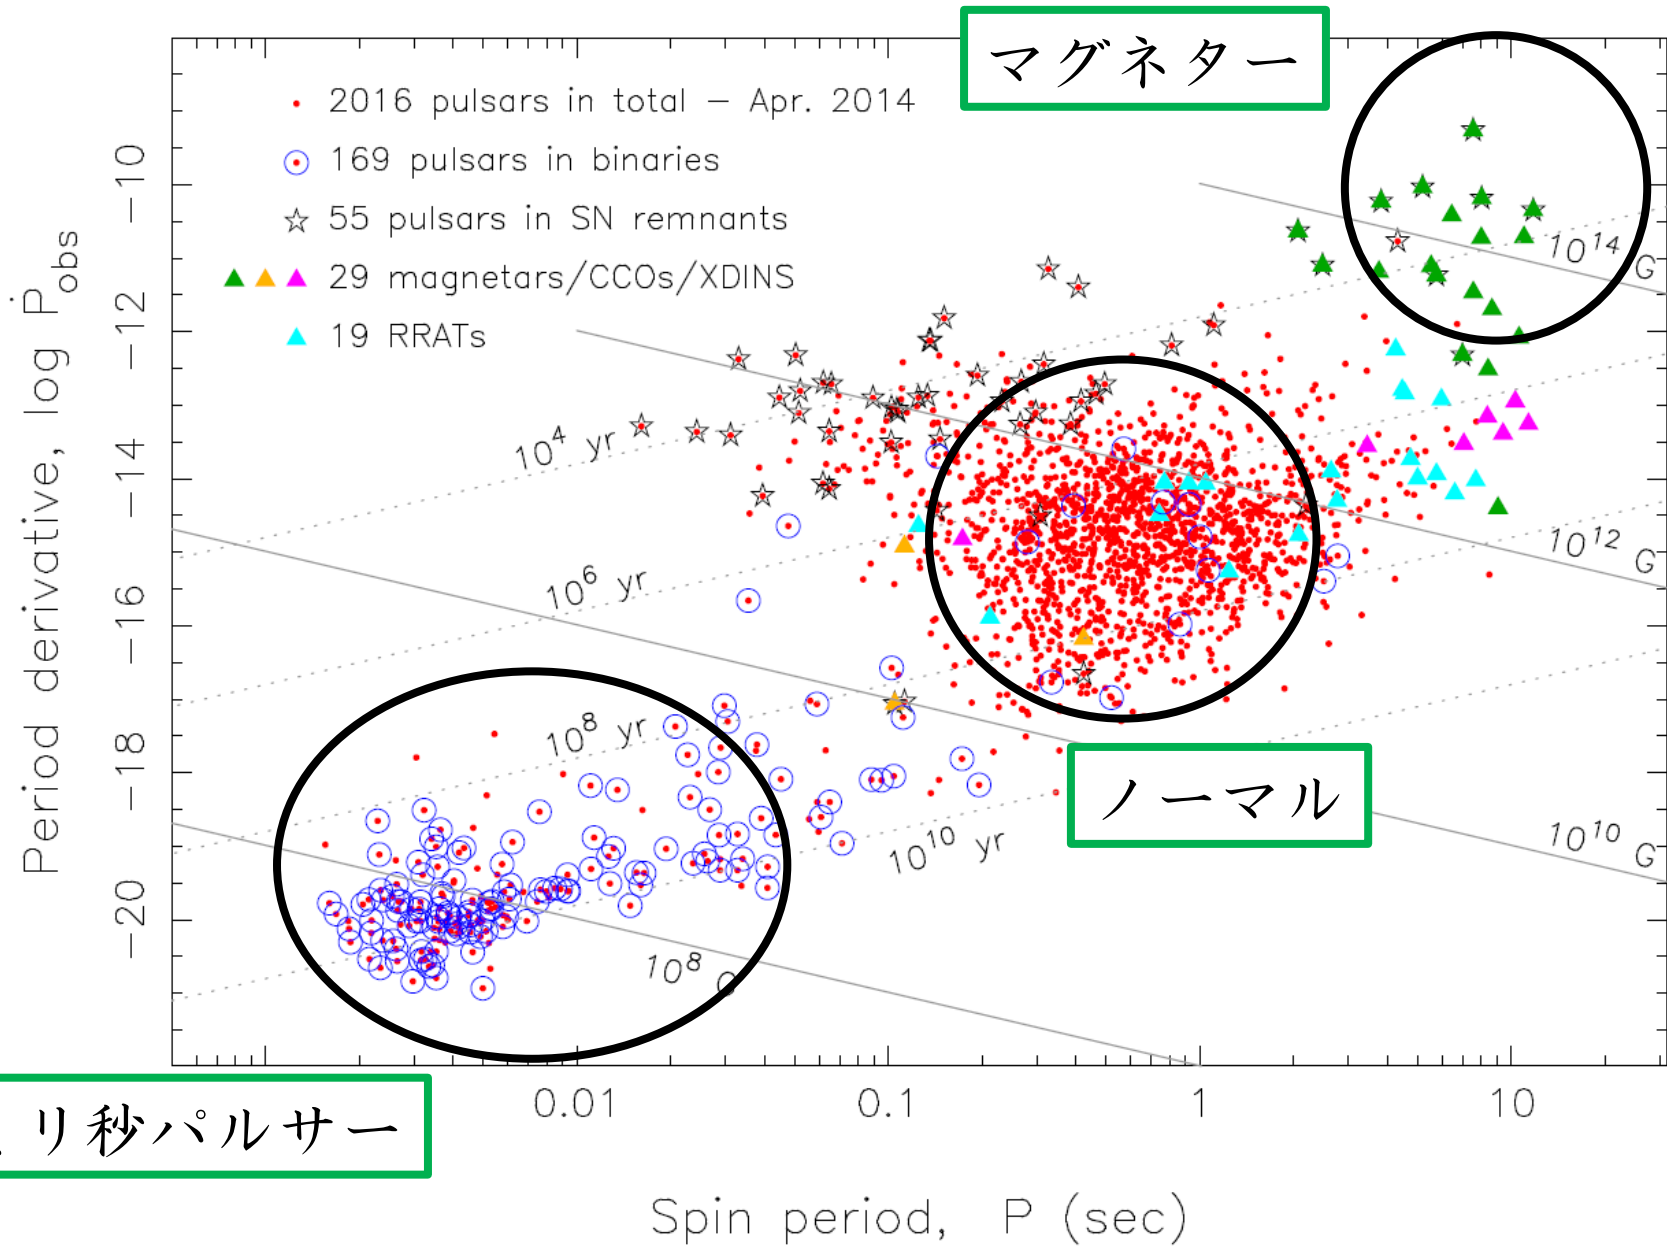 マグネター
2016 pulsars in total – Apr. 2014
169 pulsars in binaries
55 pulsars in SN remnants
29 magnetars/CCOs/XDINS
19 RRATs
10¹⁴ G
10⁴ yr
10⁶ yr
10¹² G
10⁸ yr
ノーマル
10¹⁰ yr
10¹⁰ G
10⁸ G
−10
−12
−14
−16
−18
−20
Period derivative, log Ṗobs
リ秒パルサー
0.01
0.1
1
10
Spin period, P (sec)